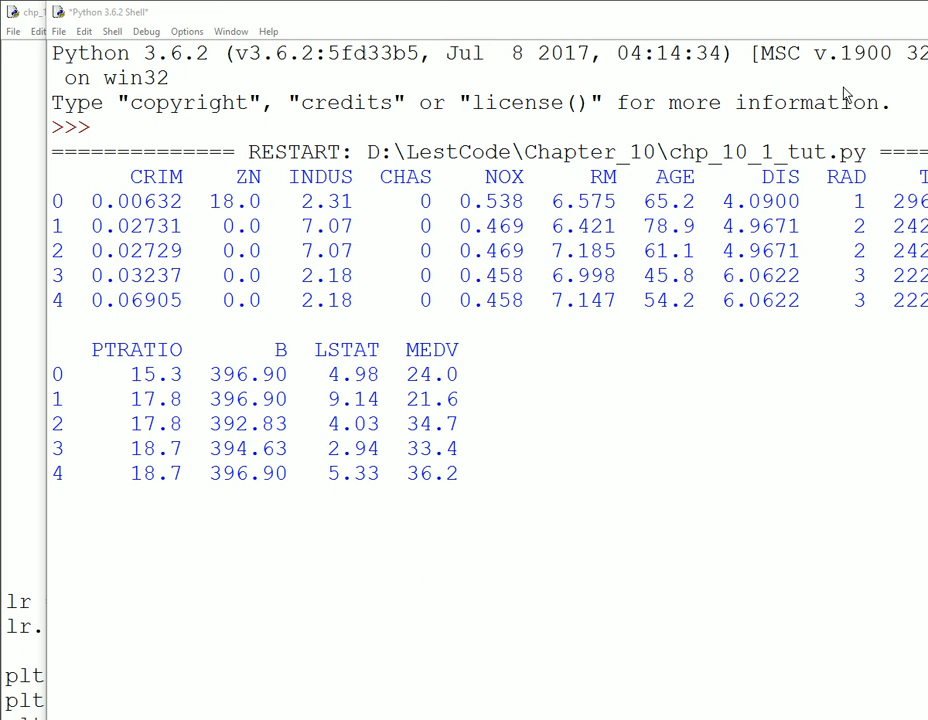 chp_1 *Python 3.6.2 Shell*
File Edit File Edit Shell Debug Options Window Help
Python 3.6.2 (v3.6.2:5fd33b5, Jul  8 2017, 04:14:34) [MSC v.1900 32
on win32
Type "copyright", "credits" or "license()" for more information.
>>>
============== RESTART: D:\LestCode\Chapter_10\chp_10_1_tut.py ====
CRIM ZN INDUS CHAS NOX RM AGE DIS RAD T
0 0.00632 18.0 2.31 0 0.538 6.575 65.2 4.0900 1 296
1 0.02731 0.0 7.07 0 0.469 6.421 78.9 4.9671 2 242
2 0.02729 0.0 7.07 0 0.469 7.185 61.1 4.9671 2 242
3 0.03237 0.0 2.18 0 0.458 6.998 45.8 6.0622 3 222
4 0.06905 0.0 2.18 0 0.458 7.147 54.2 6.0622 3 222
PTRATIO B LSTAT MEDV
0 15.3 396.90 4.98 24.0
1 17.8 396.90 9.14 21.6
2 17.8 392.83 4.03 34.7
3 18.7 394.63 2.94 33.4
4 18.7 396.90 5.33 36.2
lr
lr.
plt
plt